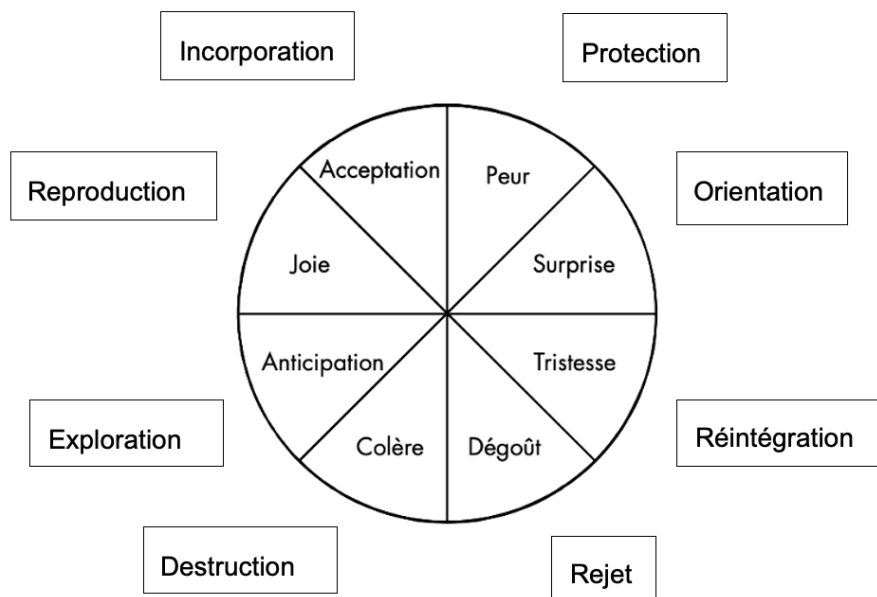 Incorporation
Protection
Reproduction
Acceptation
Peur
Orientation
Joie
Surprise
Anticipation
Tristesse
Exploration
Colère
Dégoût
Réintégration
Destruction
Rejet